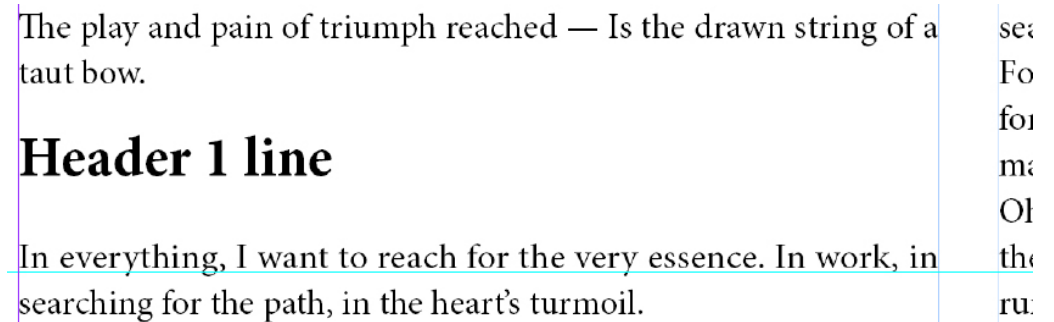 The play and pain of triumph reached — Is the drawn string of a
taut bow.
Header 1 line
In everything, I want to reach for the very essence. In work, in
searching for the path, in the heart’s turmoil.